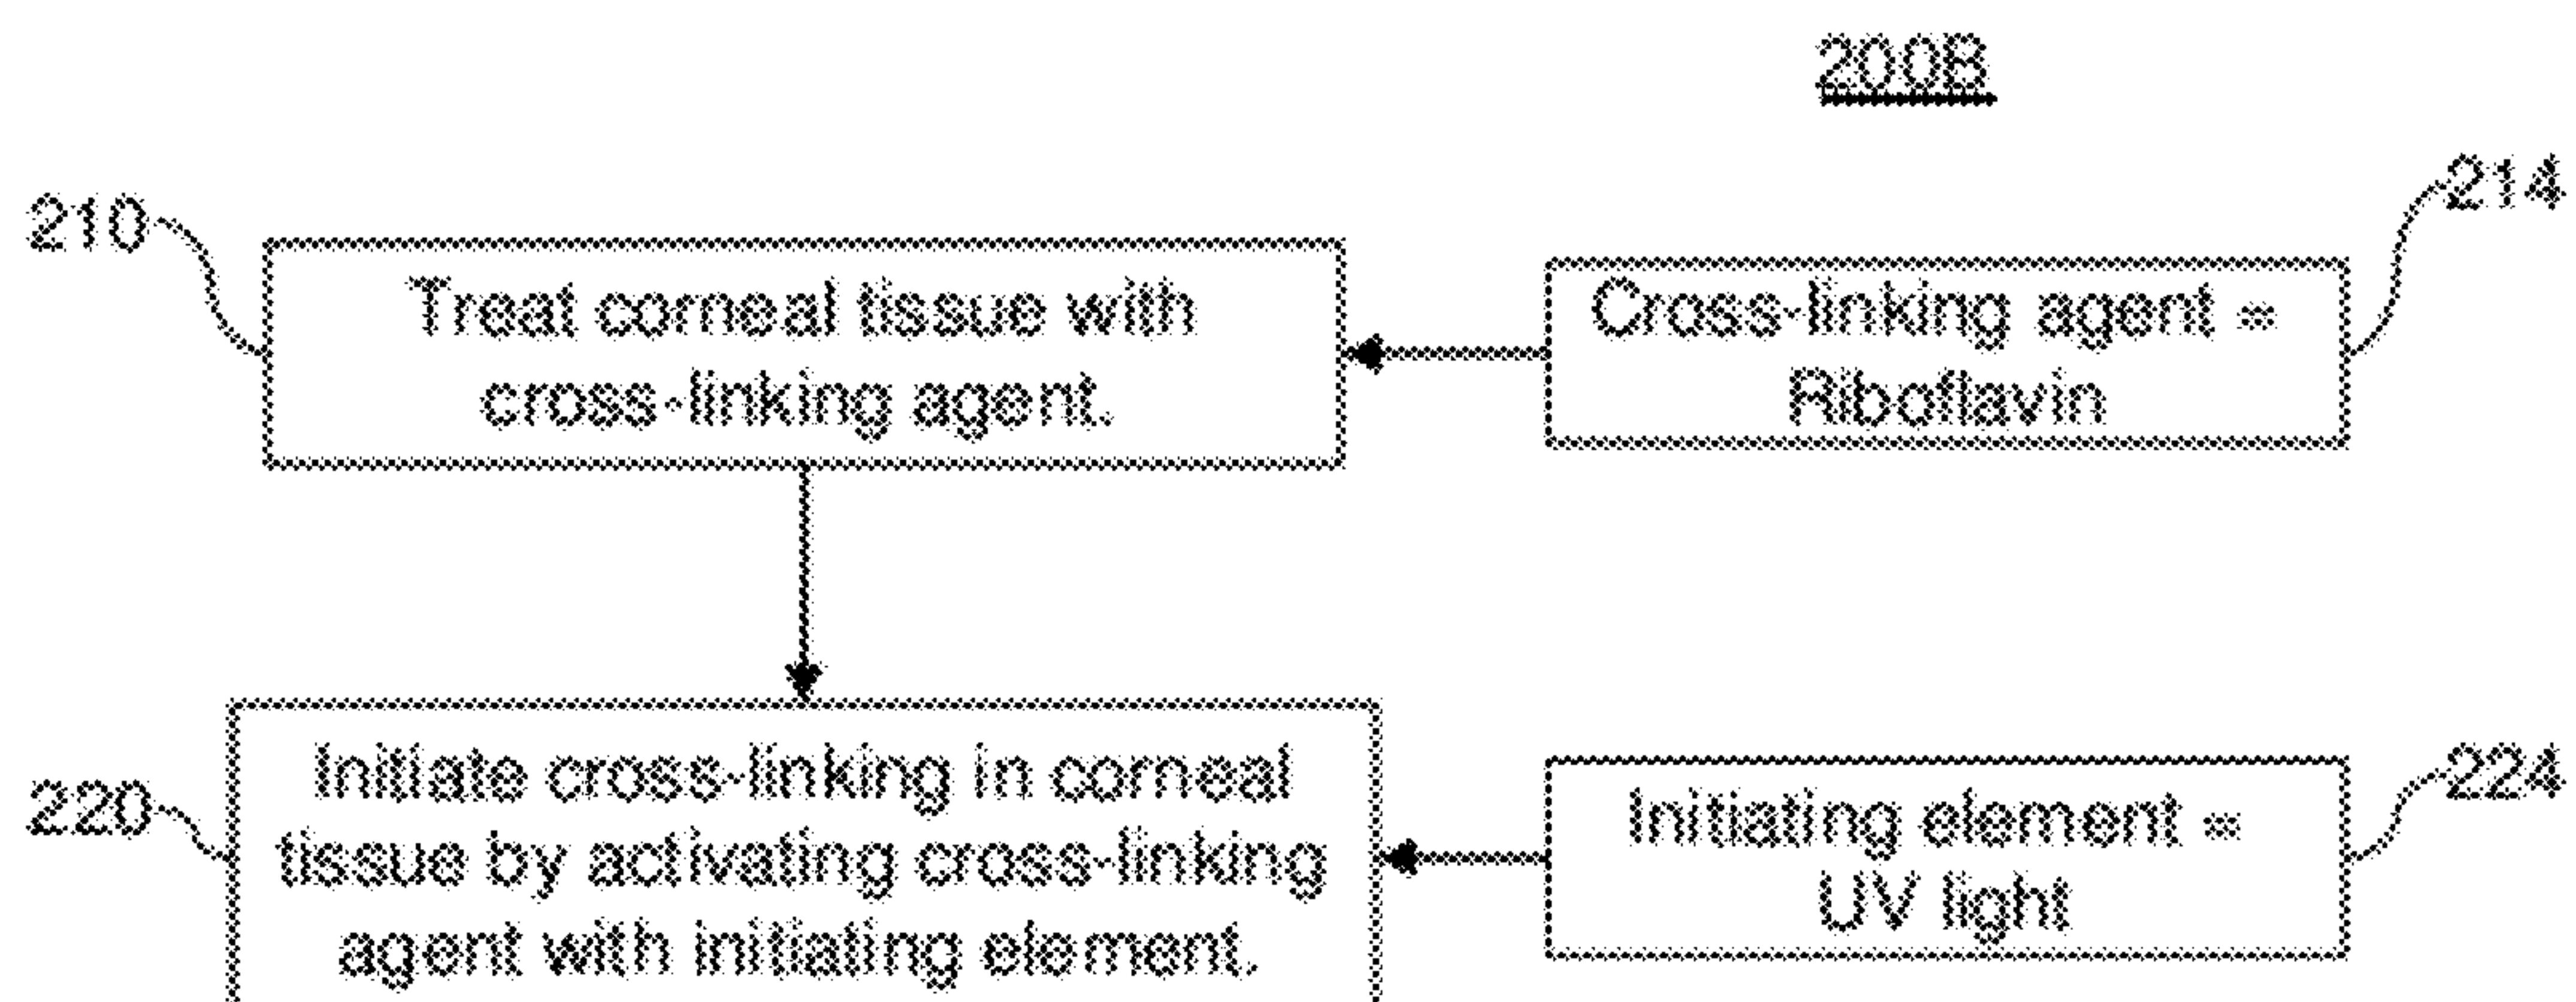 200B
210
214
Treat corneal tissue with
cross-linking agent.
Cross-linking agent =
Riboflavin
220
224
Initiate cross-linking in corneal
tissue by activating cross-linking
agent with initiating element.
Initiating element =
UV light